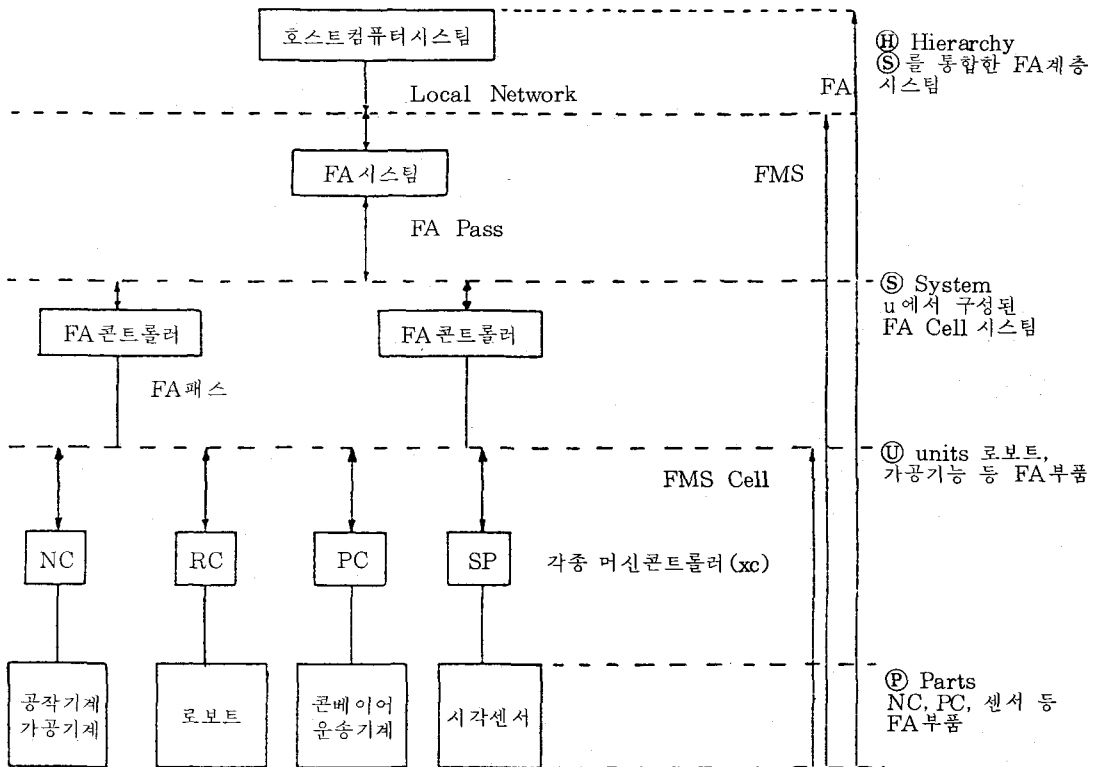 호스트컴퓨터시스팀
Ⓗ Hierarchy
Ⓢ를 통합한 FA계층
시스팀
FA
Local Network
FA시스팀
FMS
FA Pass
Ⓢ System
u에서 구성된
FA Cell 시스팀
FA콘트롤러
FA콘트롤러
FA패스
Ⓤ units 로보트,
가공기능 등 FA부품
FMS Cell
NC
RC
PC
SP
각종 머신콘트롤러(xc)
Ⓟ Parts
NC, PC, 센서 등
FA부품
공작기계
가공기계
로보트
콘베이어
운송기계
시각센서